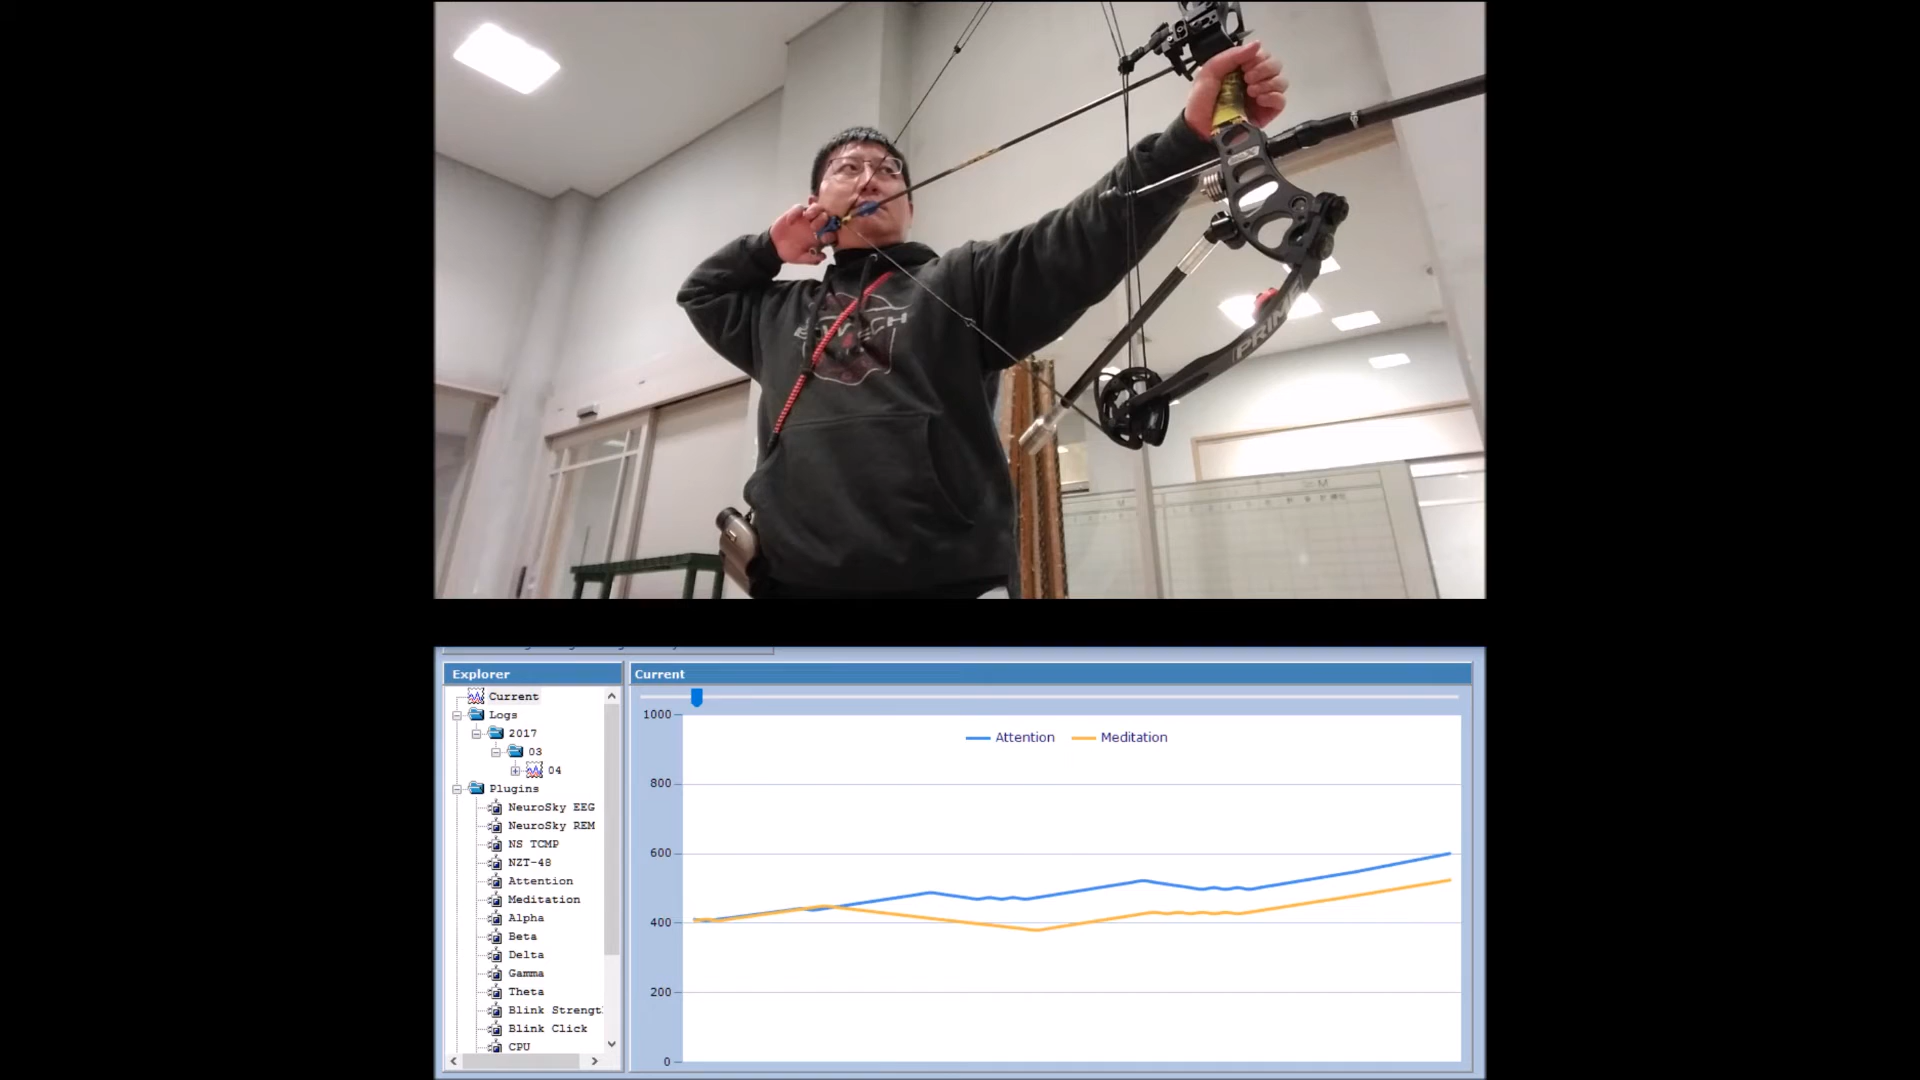 PRIME
Explorer
Current
Logs
2017
03
04
Plugins
NeuroSky EEG
NeuroSky REM
NS TCMP
NZT-48
Attention
Meditation
Alpha
Beta
Delta
Gamma
Theta
Blink Strengt
Blink Click
CPU
Current
1000
800
600
400
200
0
Attention
Meditation